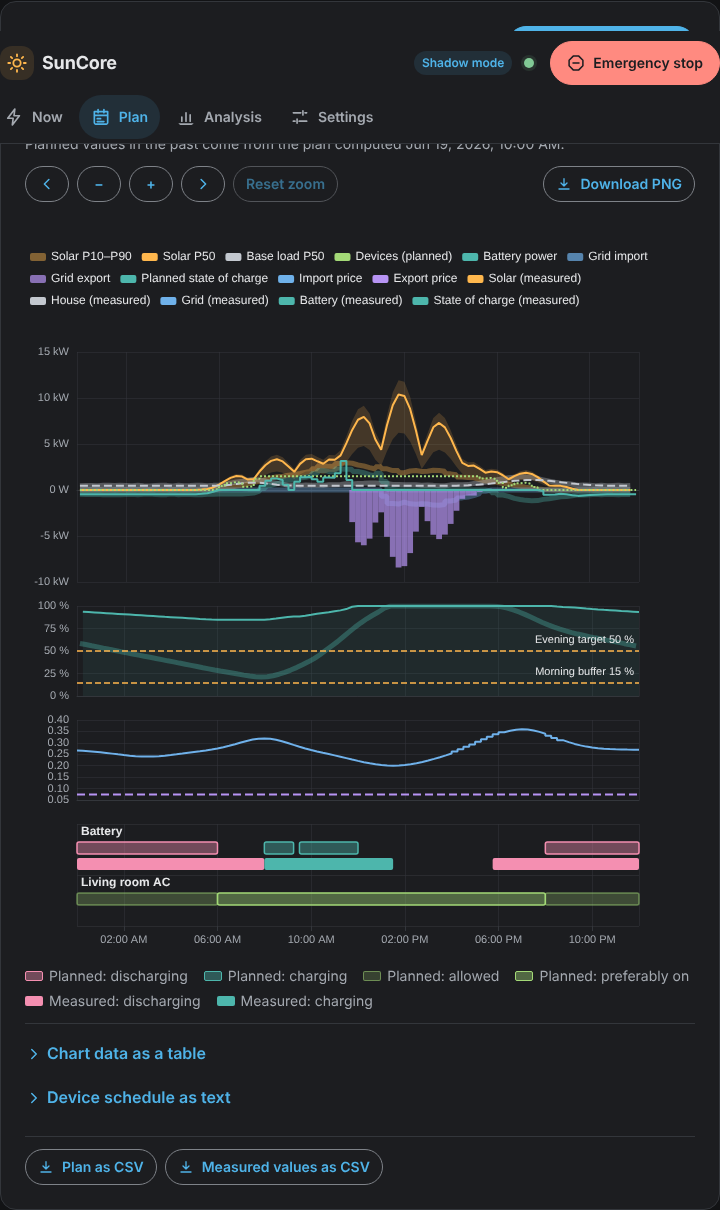 SunCore
Shadow mode
Emergency stop
Now
Plan
Analysis
Settings
Planned values in the past come from the plan computed Jun 19, 2026, 10:00 AM.
−
+
Reset zoom
Download PNG
Solar P10–P90
Solar P50
Base load P50
Devices (planned)
Battery power
Grid import
Grid export
Planned state of charge
Import price
Export price
Solar (measured)
House (measured)
Grid (measured)
Battery (measured)
State of charge (measured)
15 kW
10 kW
5 kW
0 W
-5 kW
-10 kW
100 %
75 %
50 %
25 %
0 %
Evening target 50 %
Morning buffer 15 %
0.40
0.35
0.30
0.25
0.20
0.15
0.10
0.05
Battery
Living room AC
02:00 AM
06:00 AM
10:00 AM
02:00 PM
06:00 PM
10:00 PM
Planned: discharging
Planned: charging
Planned: allowed
Planned: preferably on
Measured: discharging
Measured: charging
Chart data as a table
Device schedule as text
Plan as CSV
Measured values as CSV